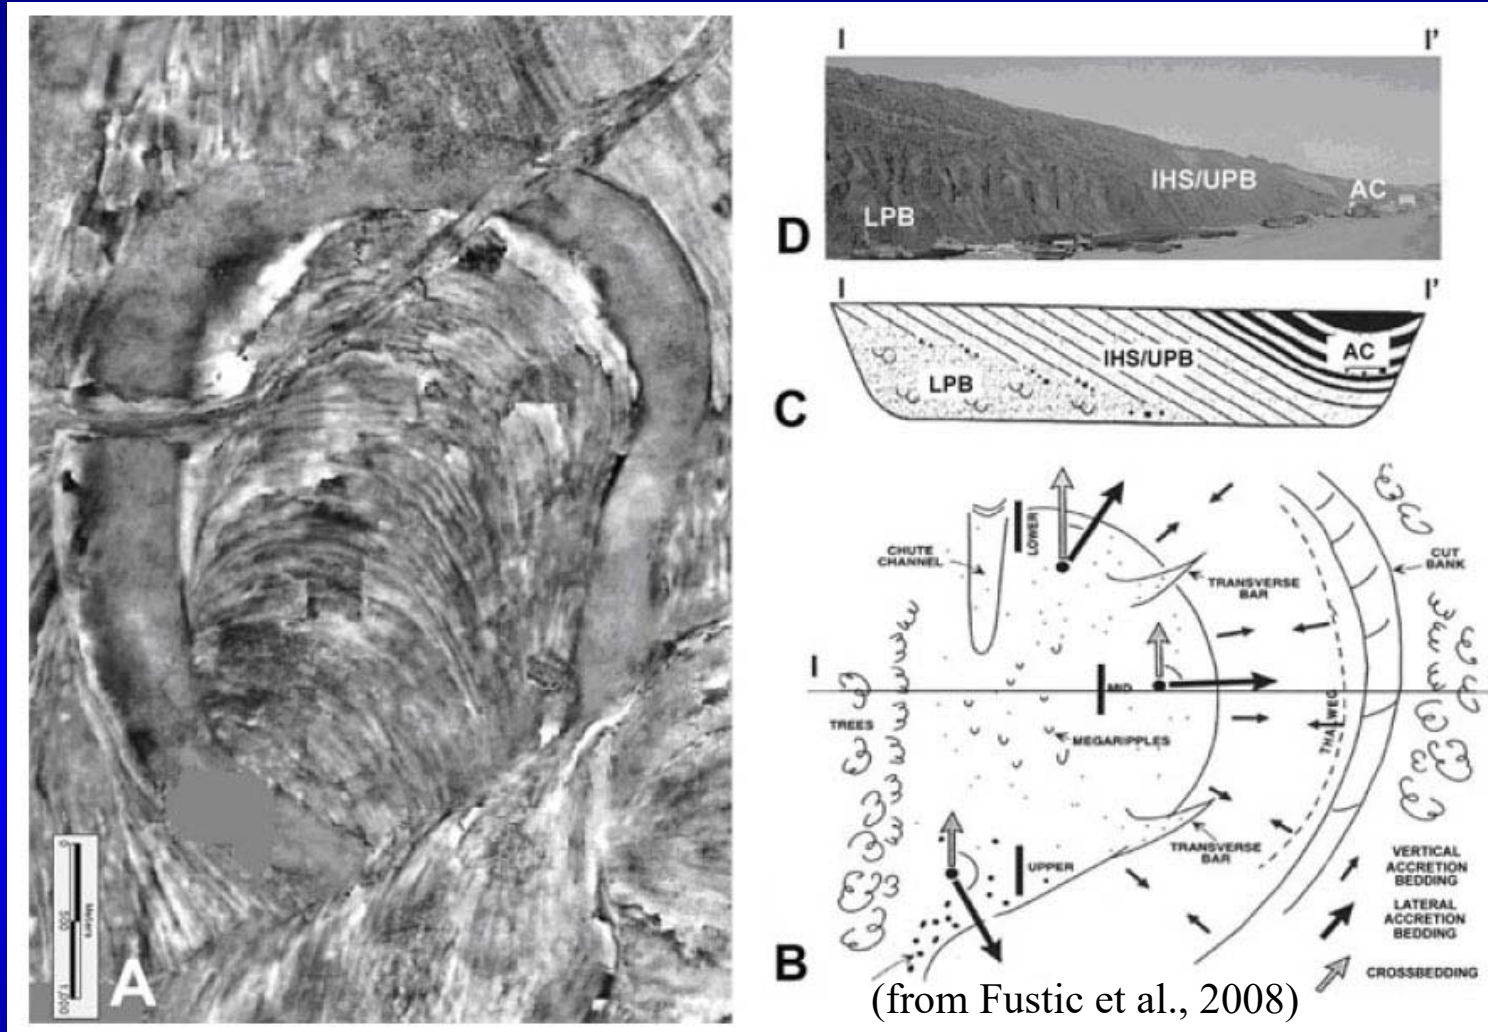 A
0
500
1,000
Meters
I I'
LPB
IHS/UPB
AC
D
I I'
LPB
IHS/UPB
AC
C
CHUTE
CHANNEL
LOWER
TRANSVERSE
BAR
CUT
BANK
I
MID
TREES
MEGARIPPLES
THALWEG
TRANSVERSE
BAR
UPPER
VERTICAL
ACCRETION
BEDDING
LATERAL
ACCRETION
BEDDING
CROSSBEDDING
B
(from Fustic et al., 2008)